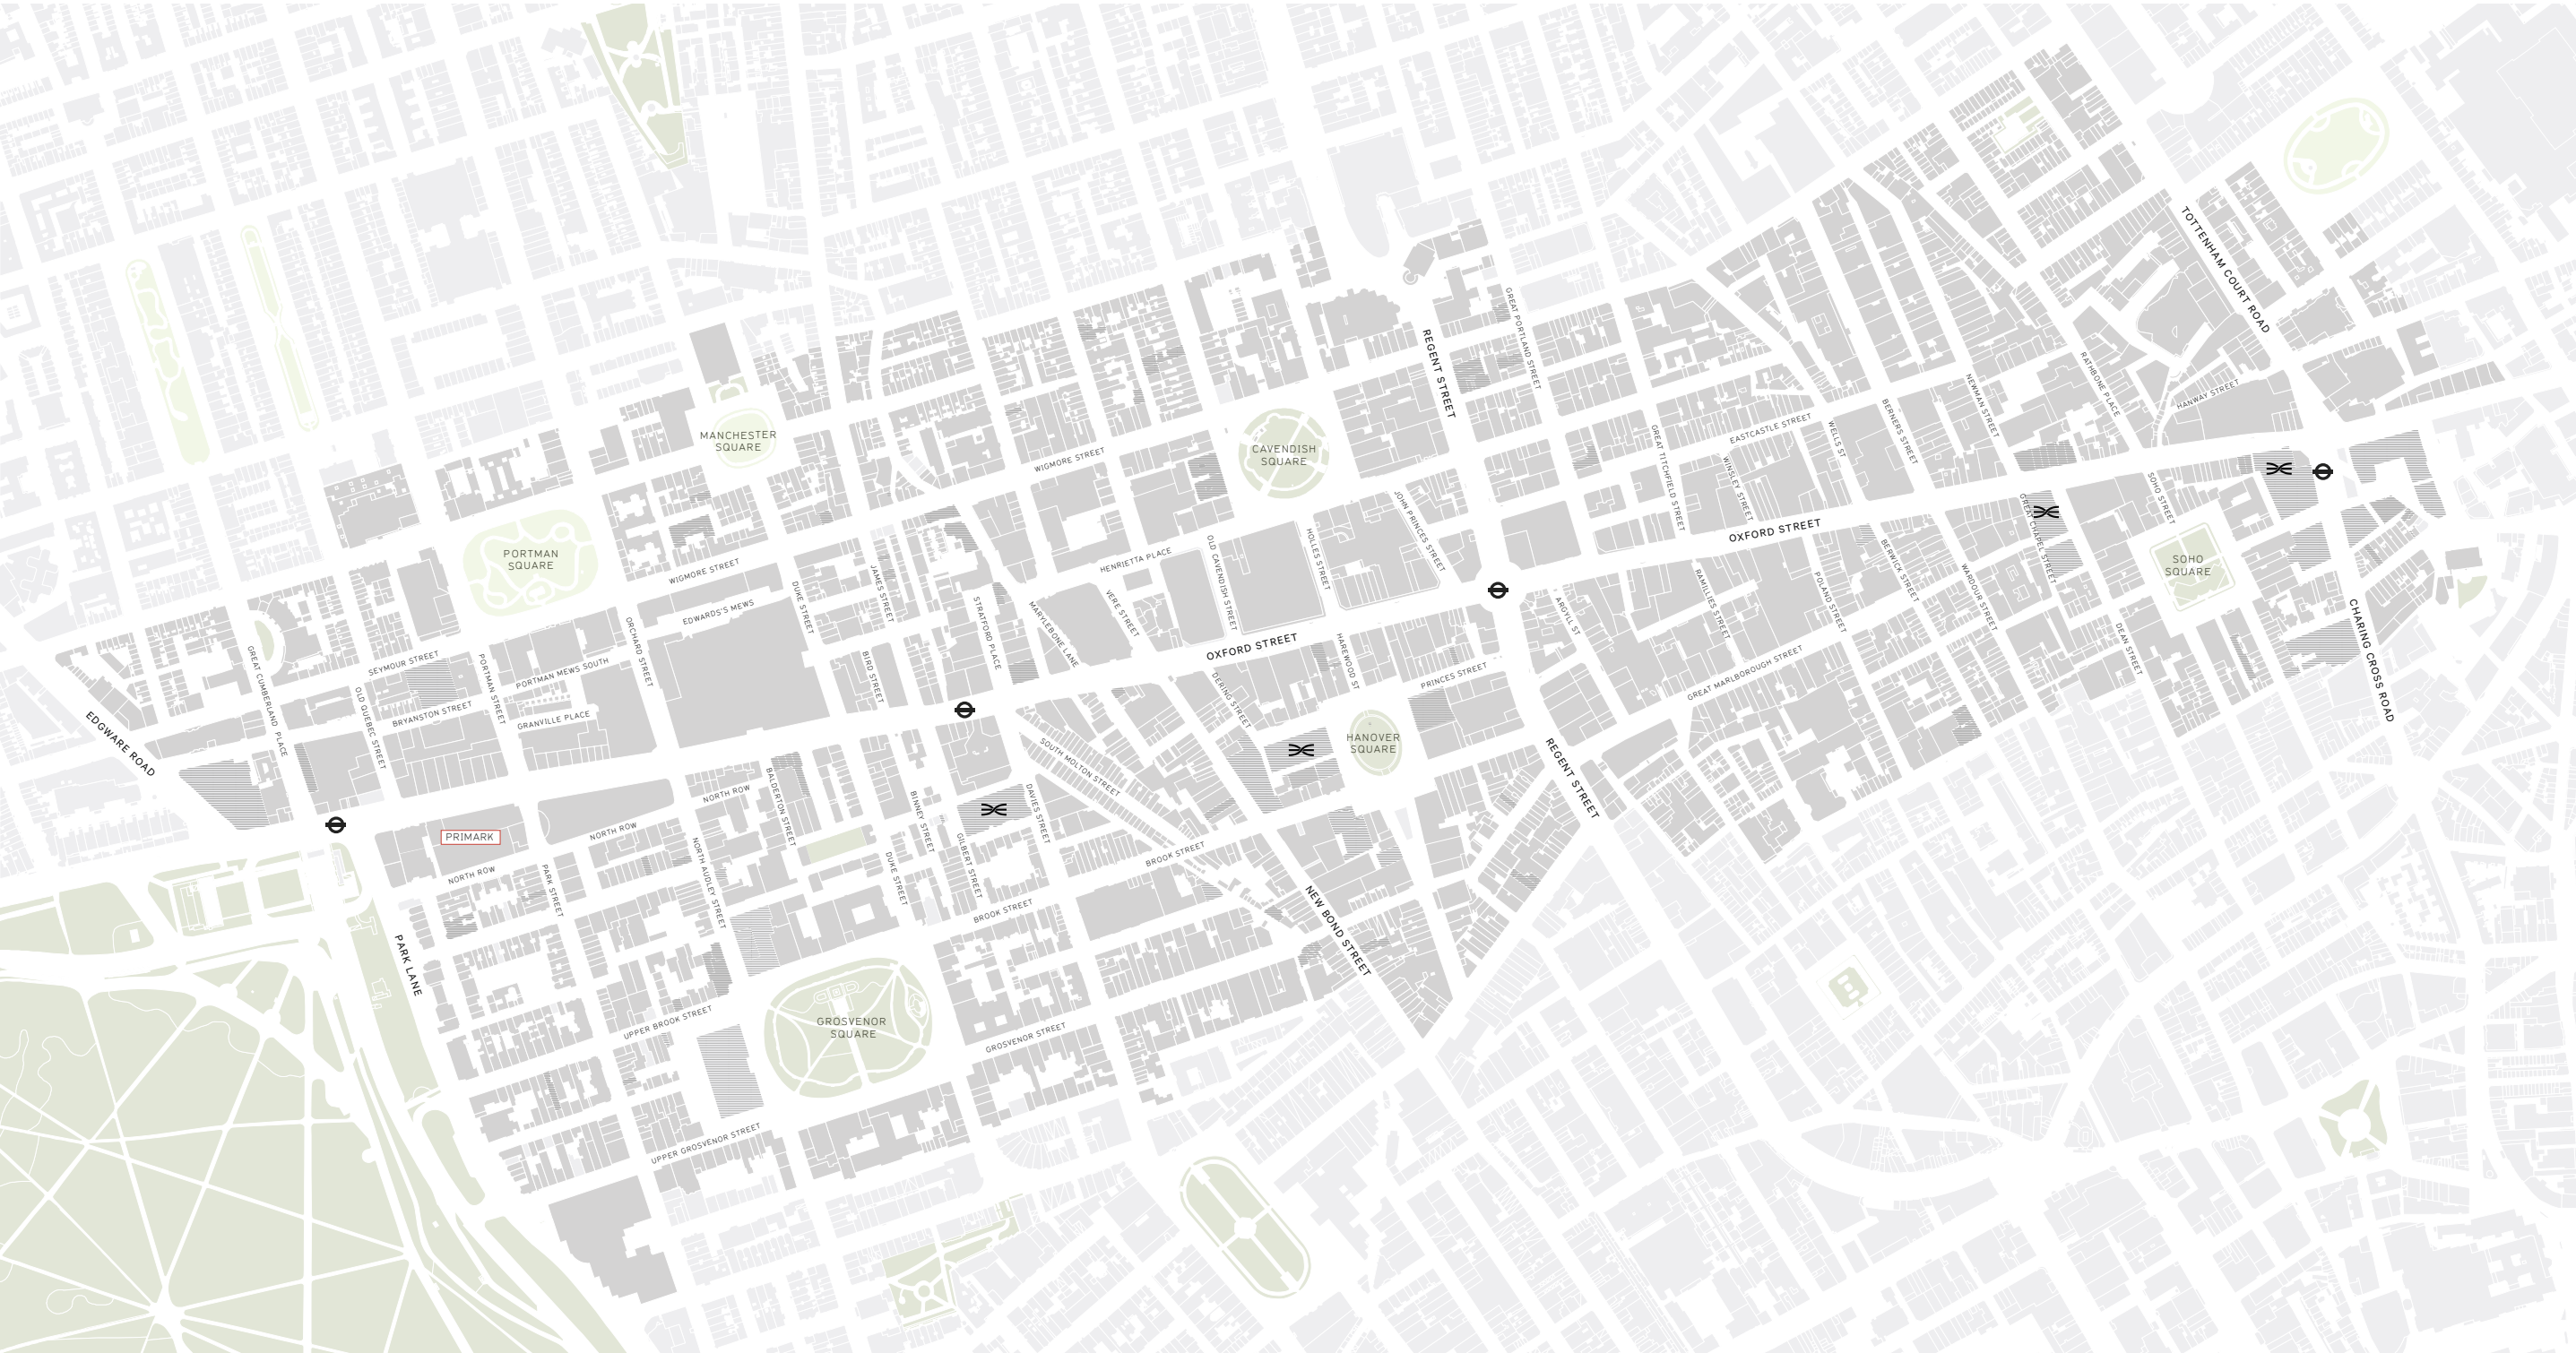 TOTTENHAM COURT ROAD
GREAT PORTLAND STREET
REGENT STREET
RATHBONE PLACE
NEWMAN STREET
HANWAY STREET
BERNERS STREET
WELLS ST
EASTCASTLE STREET
GREAT TITCHFIELD STREET
WINSLEY STREET
MANCHESTER
SQUARE
CAVENDISH
SQUARE
WIGMORE STREET
JOHN PRINCES STREET
SOHO STREET
GREAT CHAPEL STREET
OXFORD STREET
PORTMAN
SQUARE
WIGMORE STREET
HENRIETTA PLACE
OLD CAVENDISH STREET
HOLLES STREET
BERWICK STREET
WARDOUR STREET
SOHO
SQUARE
JAMES STREET
DUKE STREET
EDWARDS'S MEWS
STRATFORD PLACE
MARYLEBONE LANE
VERE STREET
ARGYLL ST
RAMILLIES STREET
POLAND STREET
DEAN STREET
CHARING CROSS ROAD
ORCHARD STREET
GREAT CUMBERLAND PLACE
SEYMOUR STREET
PORTMAN STREET
PORTMAN MEWS SOUTH
BIRD STREET
OXFORD STREET
HAREWOOD ST
PRINCES STREET
GREAT MARLBOROUGH STREET
OLD QUEBEC STREET
BRYANSTON STREET
GRANVILLE PLACE
DERING STREET
EDGWARE ROAD
SOUTH MOLTON STREET
HANOVER
SQUARE
REGENT STREET
NORTH ROW
BALDERTON STREET
BINNEY STREET
DAVIES STREET
PRIMARK
NORTH ROW
NORTH ROW
PARK STREET
NORTH AUDLEY STREET
DUKE STREET
GILBERT STREET
BROOK STREET
BROOK STREET
NEW BOND STREET
PARK LANE
UPPER BROOK STREET
GROSVENOR
SQUARE
GROSVENOR STREET
UPPER GROSVENOR STREET